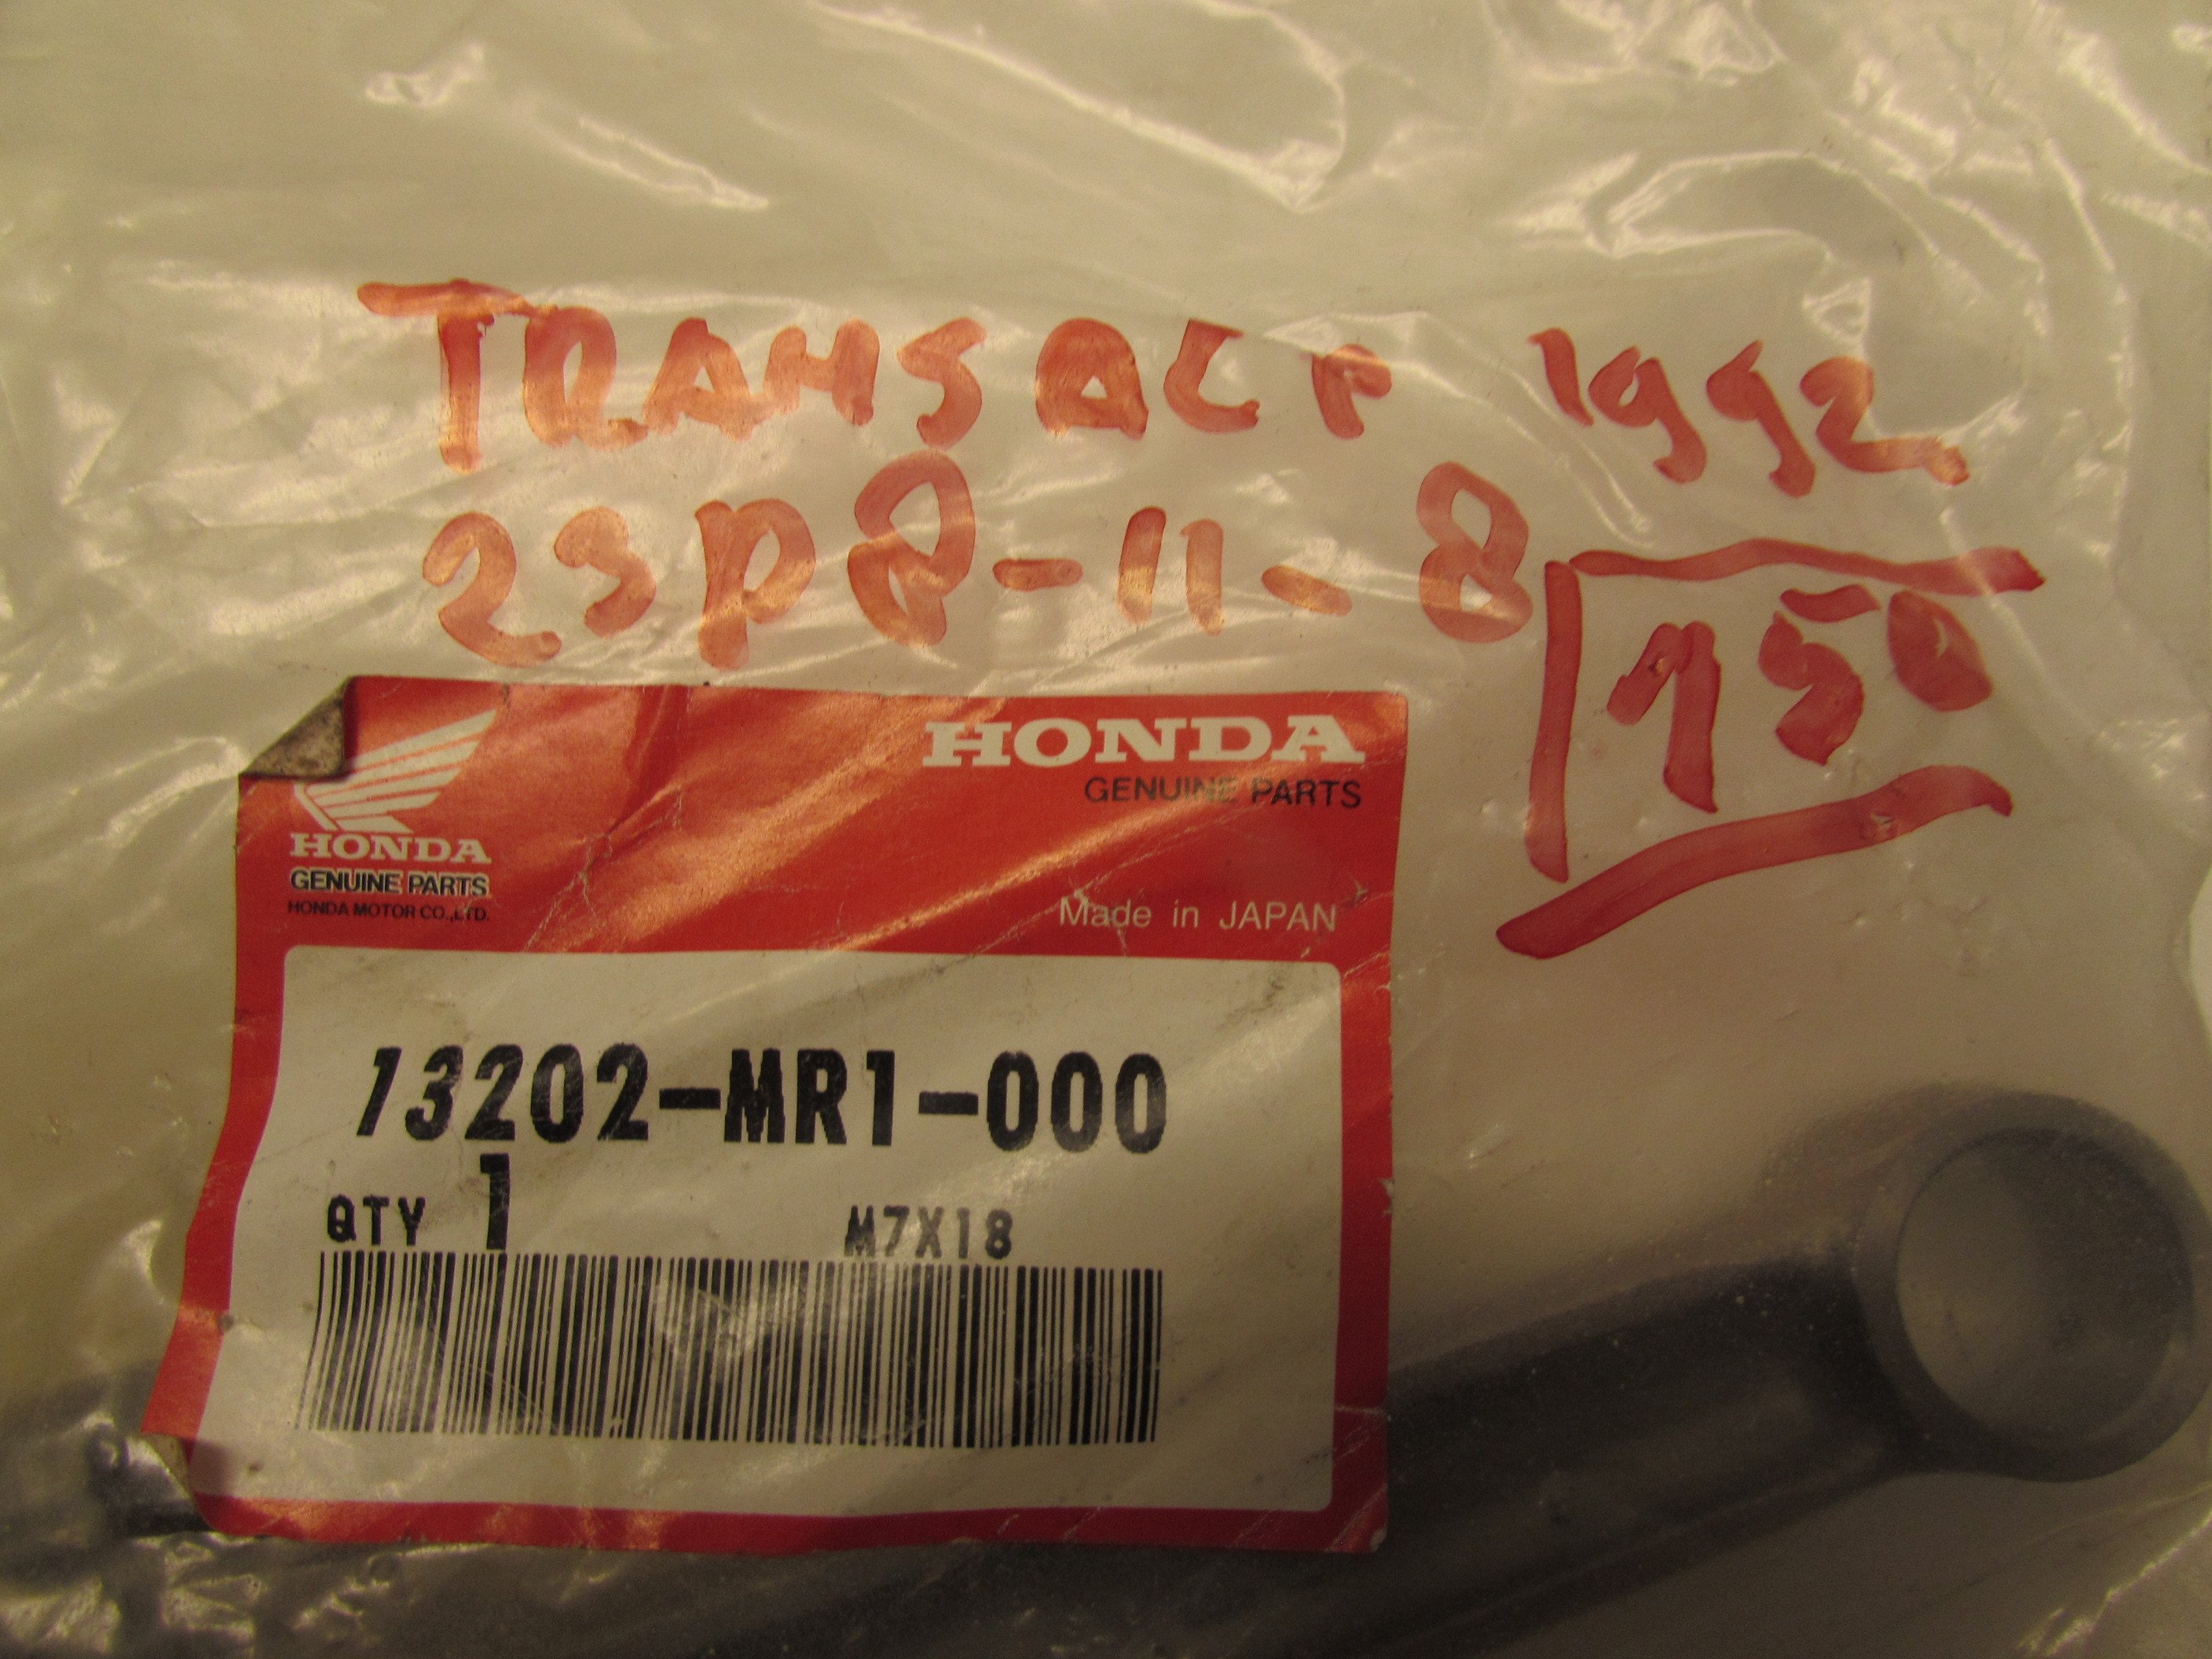 TRANSALP 1992
23P8-11-8
950
HONDA
GENUINE PARTS
HONDA
GENUINE PARTS
HONDA MOTOR CO.,LTD.
Made in JAPAN
13202-MR1-000
QTY 1 M7X18